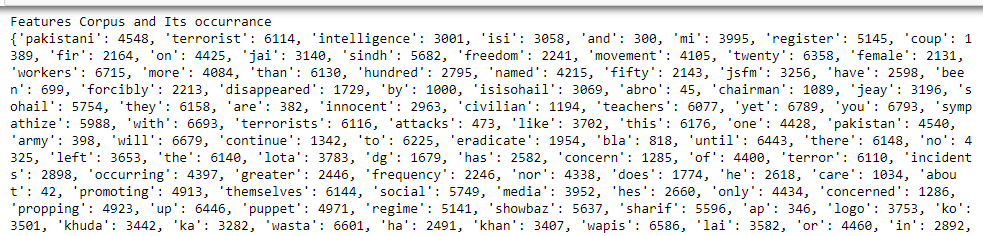 Features Corpus and Its occurrance
{'pakistani': 4548, 'terrorist': 6114, 'intelligence': 3001, 'isi': 3058, 'and': 300, 'mi': 3995, 'register': 5145, 'coup': 1
389, 'fir': 2164, 'on': 4425, 'jai': 3140, 'sindh': 5682, 'freedom': 2241, 'movement': 4105, 'twenty': 6358, 'female': 2131,
'workers': 6715, 'more': 4084, 'than': 6130, 'hundred': 2795, 'named': 4215, 'fifty': 2143, 'jsfm': 3256, 'have': 2598, 'bee
n': 699, 'forcibly': 2213, 'disappeared': 1729, 'by': 1000, 'isisohail': 3069, 'abro': 45, 'chairman': 1089, 'jeay': 3196, 's
ohail': 5754, 'they': 6158, 'are': 382, 'innocent': 2963, 'civilian': 1194, 'teachers': 6077, 'yet': 6789, 'you': 6793, 'symp
athize': 5988, 'with': 6693, 'terrorists': 6116, 'attacks': 473, 'like': 3702, 'this': 6176, 'one': 4428, 'pakistan': 4540,
'army': 398, 'will': 6679, 'continue': 1342, 'to': 6225, 'eradicate': 1954, 'bla': 818, 'until': 6443, 'there': 6148, 'no': 4
325, 'left': 3653, 'the': 6140, 'lota': 3783, 'dg': 1679, 'has': 2582, 'concern': 1285, 'of': 4400, 'terror': 6110, 'incident
s': 2898, 'occurring': 4397, 'greater': 2446, 'frequency': 2246, 'nor': 4338, 'does': 1774, 'he': 2618, 'care': 1034, 'abou
t': 42, 'promoting': 4913, 'themselves': 6144, 'social': 5749, 'media': 3952, 'hes': 2660, 'only': 4434, 'concerned': 1286,
'propping': 4923, 'up': 6446, 'puppet': 4971, 'regime': 5141, 'showbaz': 5637, 'sharif': 5596, 'ap': 346, 'logo': 3753, 'ko':
3501, 'khuda': 3442, 'ka': 3282, 'wasta': 6601, 'ha': 2491, 'khan': 3407, 'wapis': 6586, 'lai': 3582, 'or': 4460, 'in': 2892,